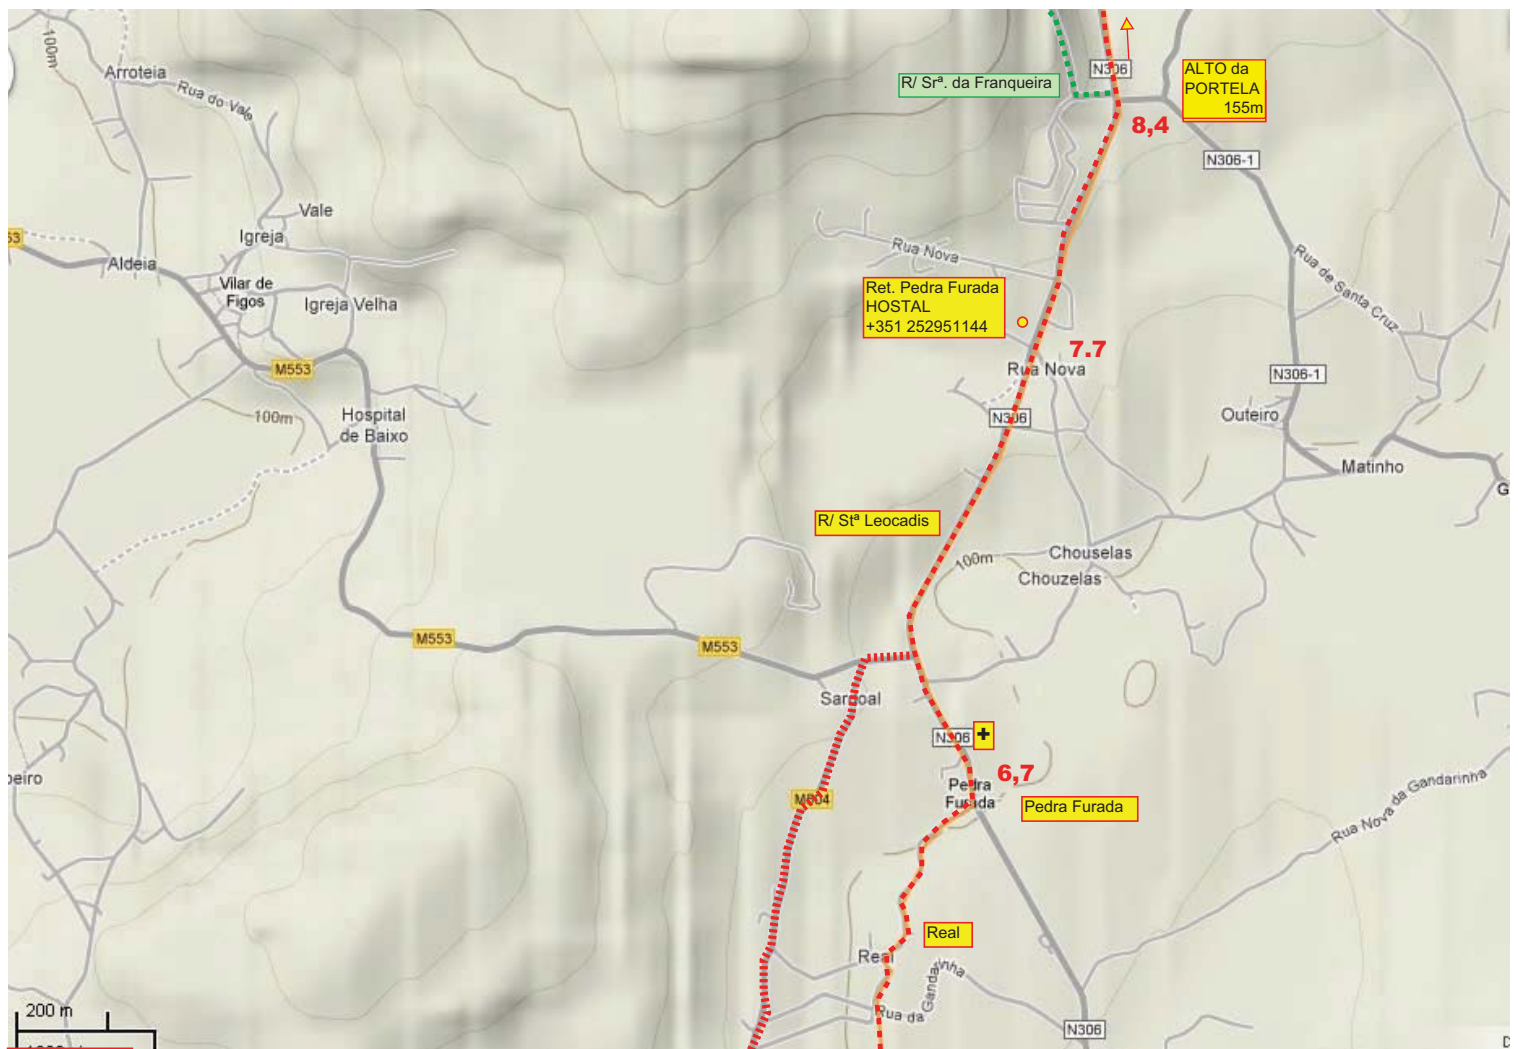 100m
Arroteia
Rua do Vale
R/ Srª. da Franqueira
N306
ALTO da
PORTELA
155m
8,4
N306-1
Vale
Igreja
Rua Nova
53
Aldeia
Vilar de
Figos
Igreja Velha
Rua de Santa Cruz
Ret. Pedra Furada
HOSTAL
+351 252951144
7.7
M553
Rua Nova
N306-1
100m
Hospital
de Baixo
N306
Outeiro
Matinho
G
R/ Stª Leocadis
100m
Chouselas
Chouzelas
M553
M553
Sardoal
N306
+
6,7
Pedra
Furada
Pedra Furada
M604
beiro
Rua Nova da Gandarinha
Real
Real
Rua da Gandarinha
200 m
N306